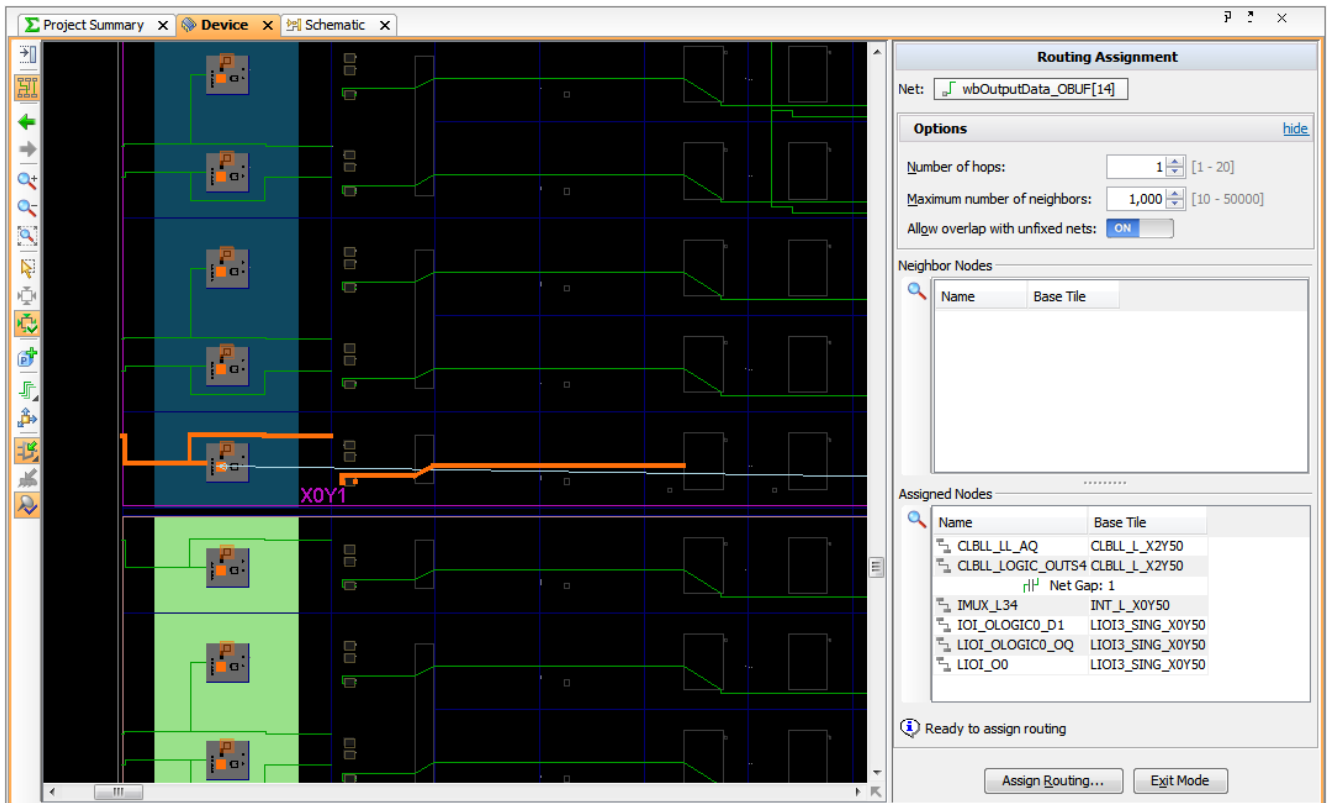 Project Summary
Device
Schematic
X0Y1
Routing Assignment
Net: wbOutputData_OBUF[14]
Options hide
Number of hops: 1 [1 - 20]
Maximum number of neighbors: 1,000 [10 - 50000]
Allow overlap with unfixed nets: ON
Neighbor Nodes
Name Base Tile
Assigned Nodes
Name Base Tile
CLBLL_LL_AQ CLBLL_L_X2Y50
CLBLL_LOGIC_OUTS4 CLBLL_L_X2Y50
Net Gap: 1
IMUX_L34 INT_L_X0Y50
IOI_OLOGIC0_D1 LIOI3_SING_X0Y50
LIOI_OLOGIC0_OQ LIOI3_SING_X0Y50
LIOI_O0 LIOI3_SING_X0Y50
Ready to assign routing
Assign Routing... Exit Mode